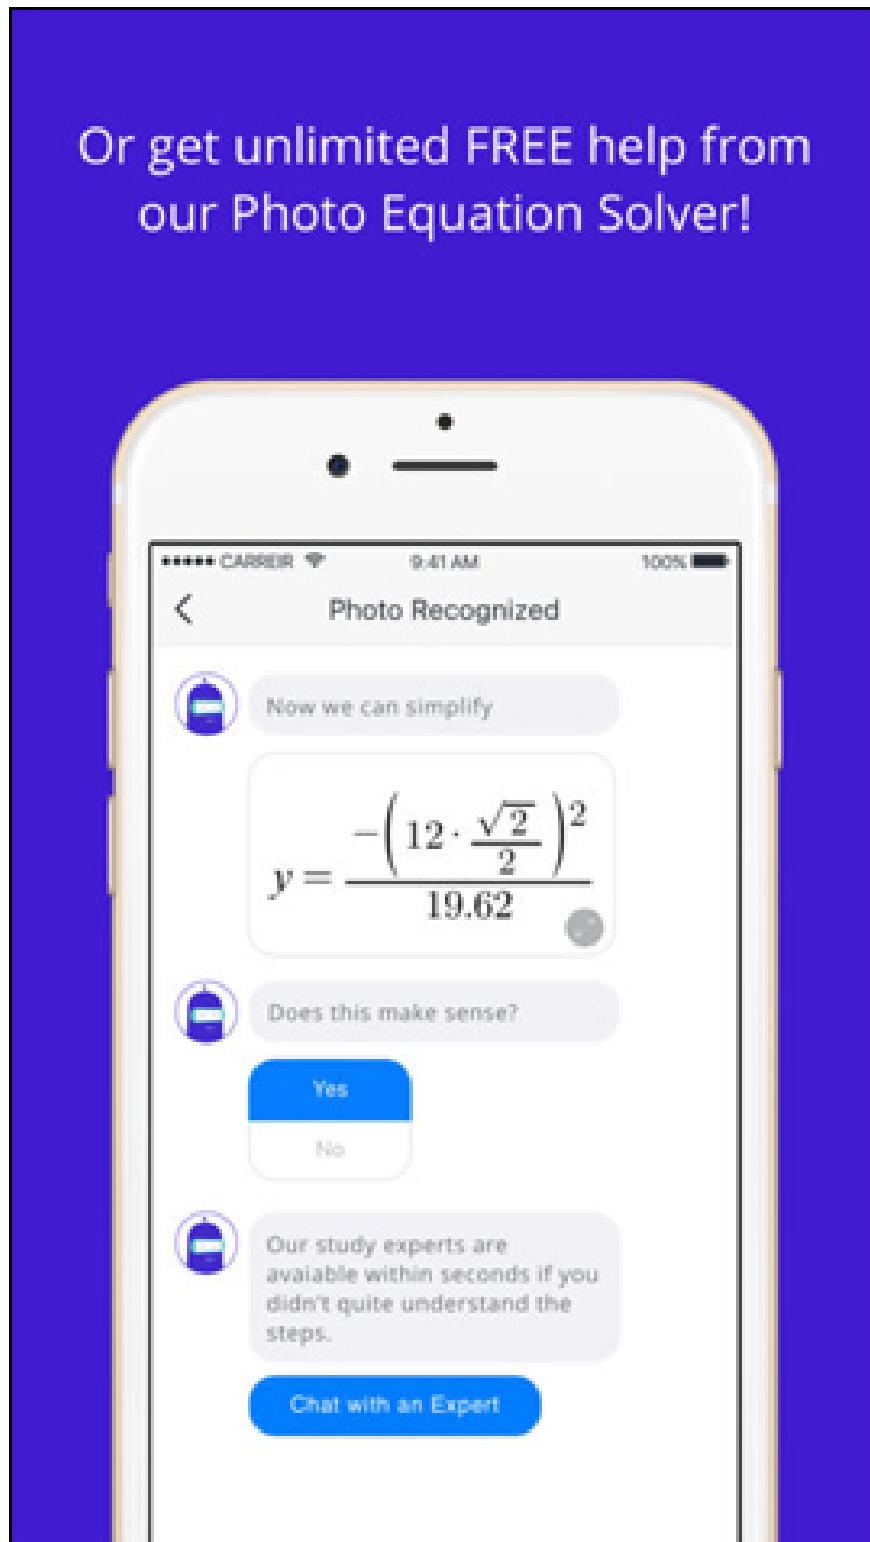 Or get unlimited FREE help from
our Photo Equation Solver!
CARREIR 9:41 AM 100%
Photo Recognized
Now we can simplify
y = -(12 · √2/2)^2 / 19.62
Does this make sense?
Yes
No
Our study experts are
avaiable within seconds if you
didn't quite understand the
steps.
Chat with an Expert